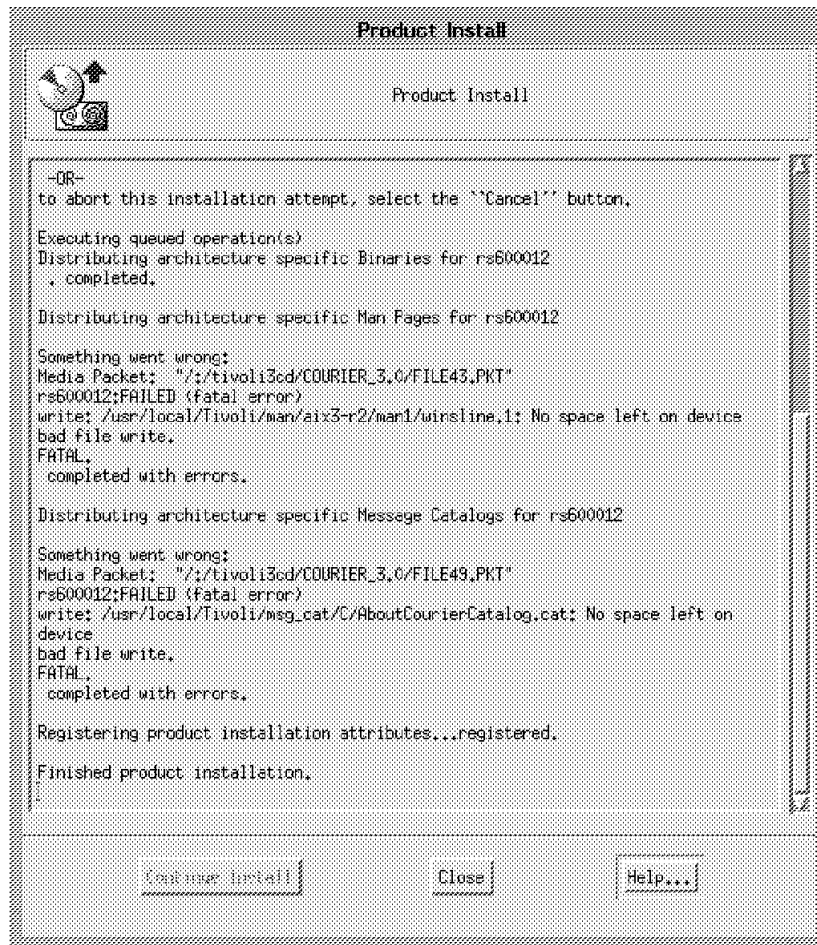 Product Install
Product Install
-OR-
to abort this installation attempt, select the ``Cancel'' button.
Executing queued operation(s)
Distributing architecture specific Binaries for rs600012
. completed.
Distributing architecture specific Man Pages for rs600012
Something went wrong:
Media Packet:  "/:/tivoli3cd/COURIER_3.0/FILE43.PKT"
rs600012:FAILED (fatal error)
write: /usr/local/Tivoli/man/aix3-r2/man1/winsline.1: No space left on device
bad file write.
FATAL.
completed with errors.
Distributing architecture specific Message Catalogs for rs600012
Something went wrong:
Media Packet:  "/:/tivoli3cd/COURIER_3.0/FILE49.PKT"
rs600012:FAILED (fatal error)
write: /usr/local/Tivoli/msg_cat/C/AboutCourierCatalog.cat: No space left on
device
bad file write.
FATAL.
completed with errors.
Registering product installation attributes...registered.
Finished product installation.
Continue Install
Close
Help...